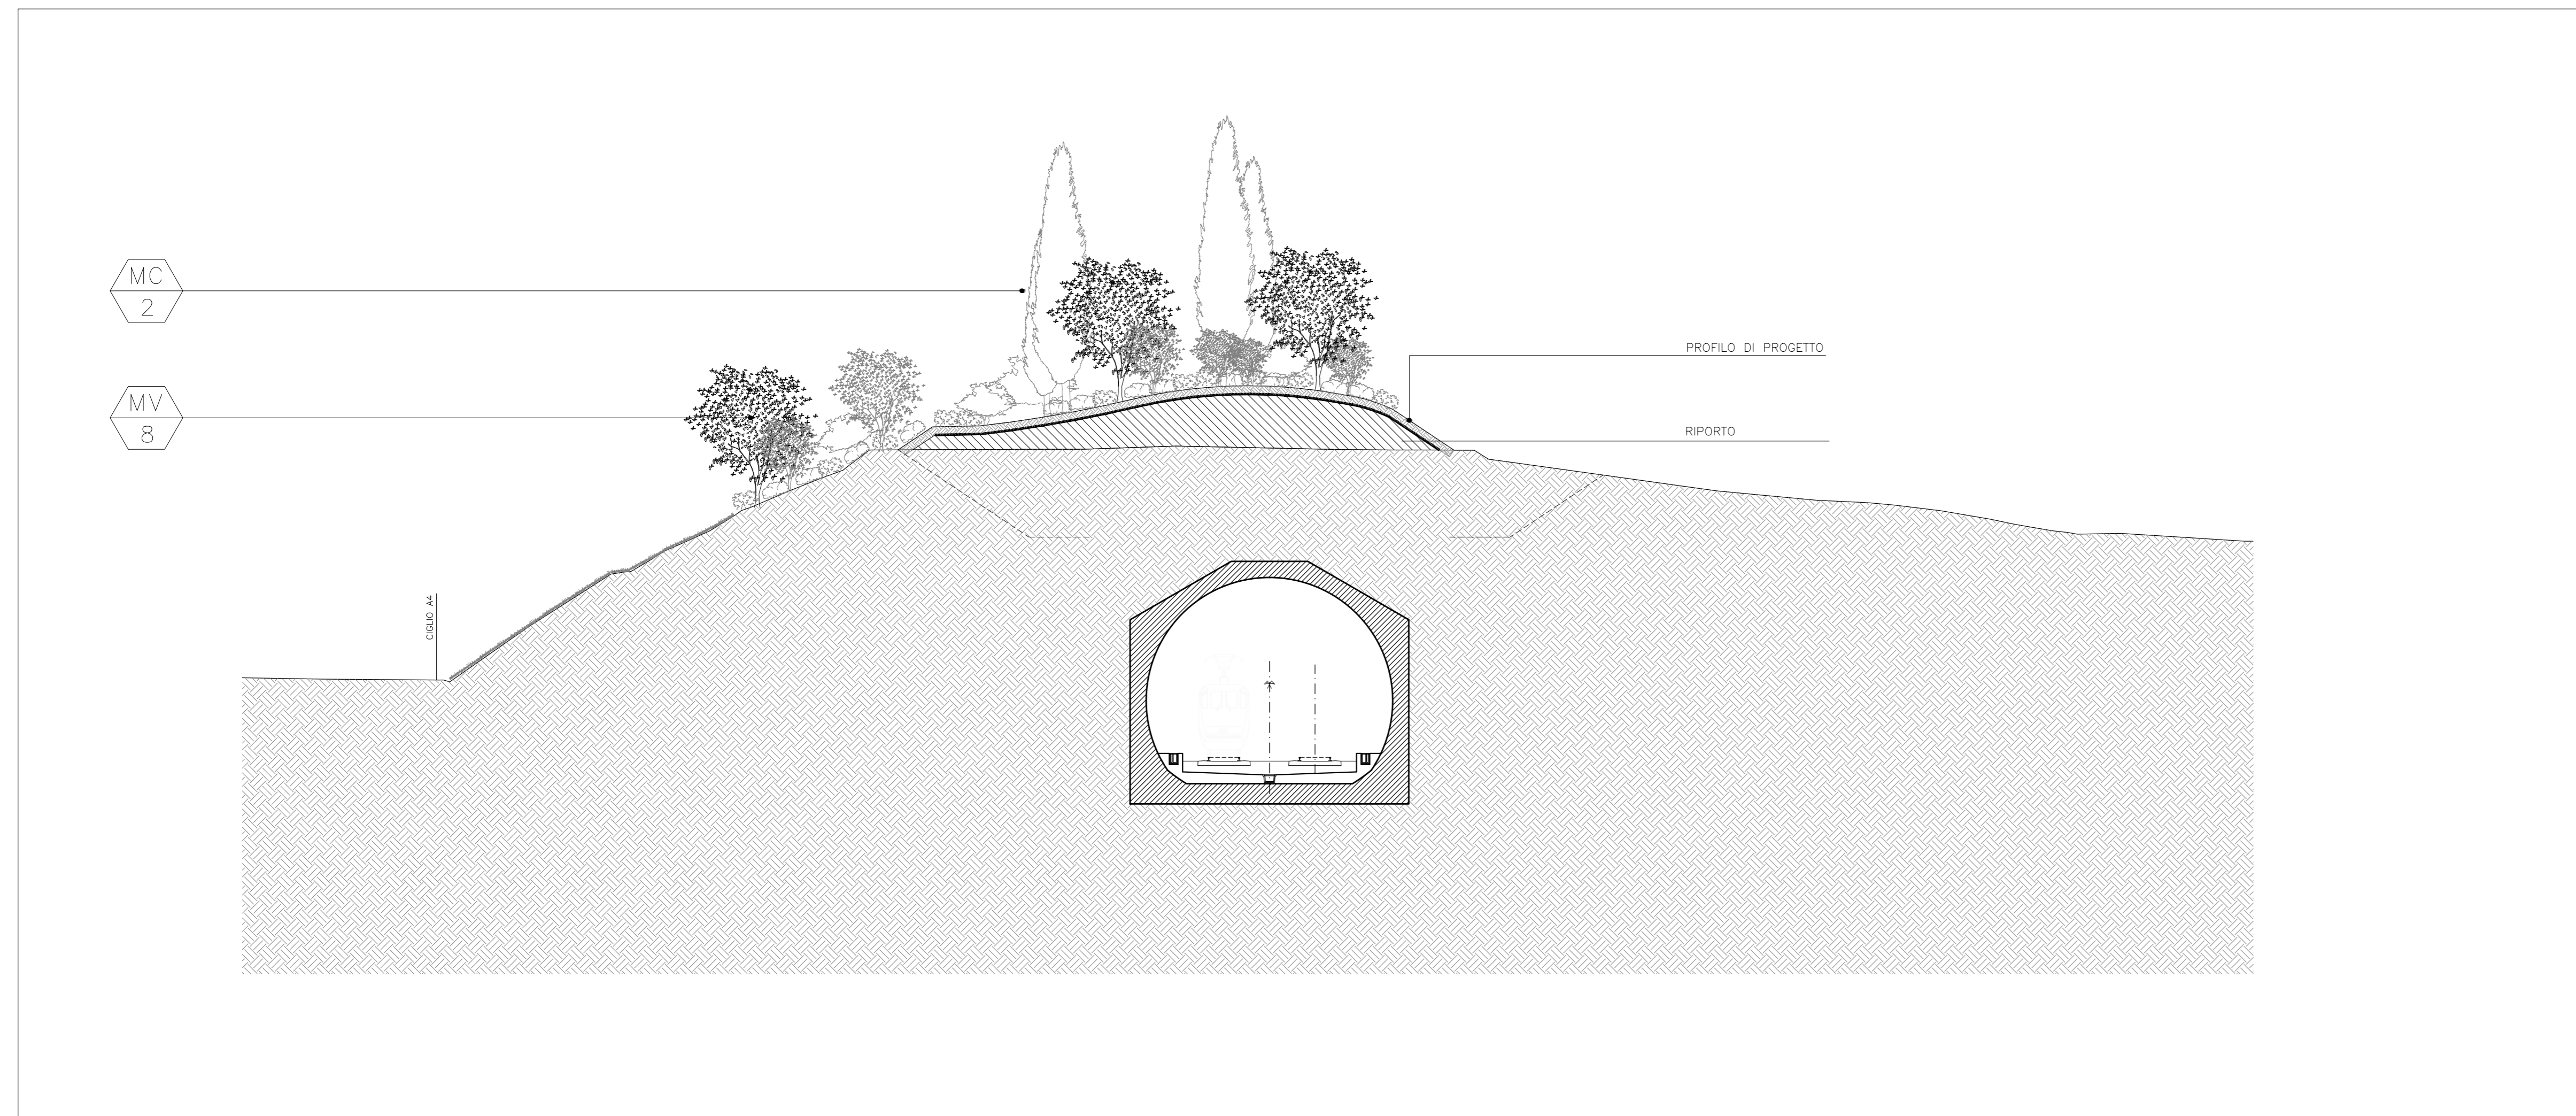 MC
2
PROFILO DI PROGETTO
MV
8
RIPORTO
CIGLIO A4